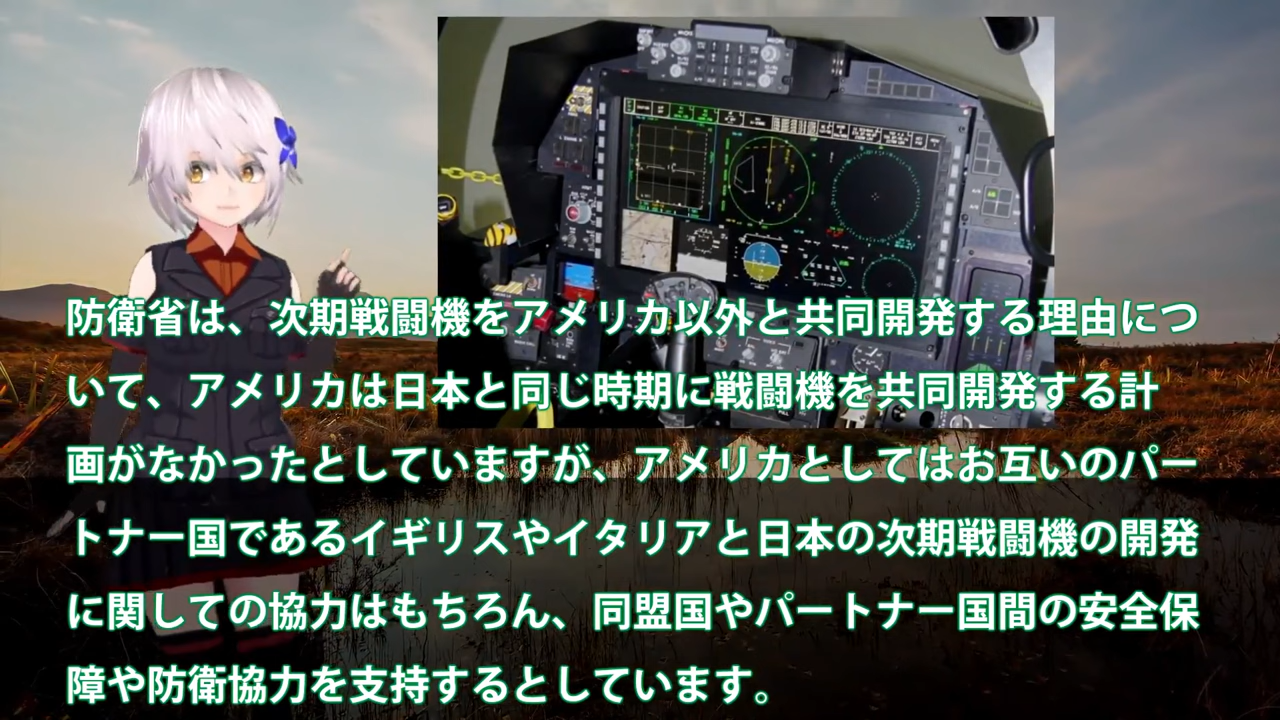 防衛省は、次期戦闘機をアメリカ以外と共同開発する理由につ
いて、アメリカは日本と同じ時期に戦闘機を共同開発する計
画がなかったとしていますが、アメリカとしてはお互いのパー
トナー国であるイギリスやイタリアと日本の次期戦闘機の開発
に関しての協力はもちろん、同盟国やパートナー国間の安全保
障や防衛協力を支持するとしています。